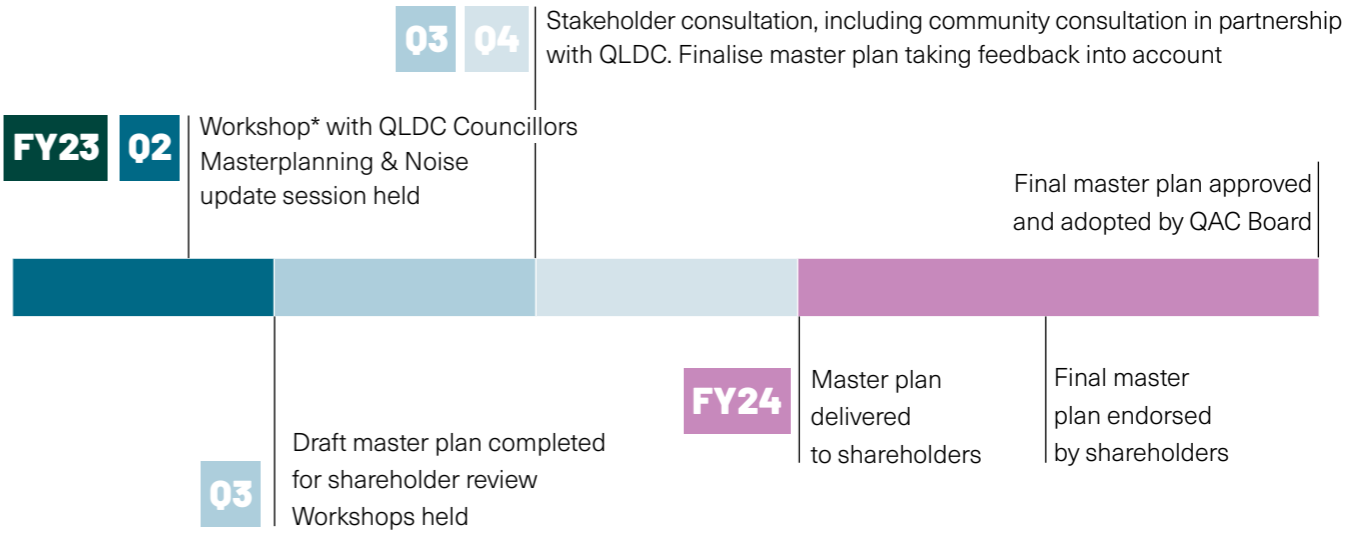 Q3 Q4
Stakeholder consultation, including community consultation in partnership
with QLDC. Finalise master plan taking feedback into account
FY23 Q2
Workshop* with QLDC Councillors
Masterplanning & Noise
update session held
Final master plan approved
and adopted by QAC Board
Q3
Draft master plan completed
for shareholder review
Workshops held
FY24
Master plan
delivered
to shareholders
Final master
plan endorsed
by shareholders